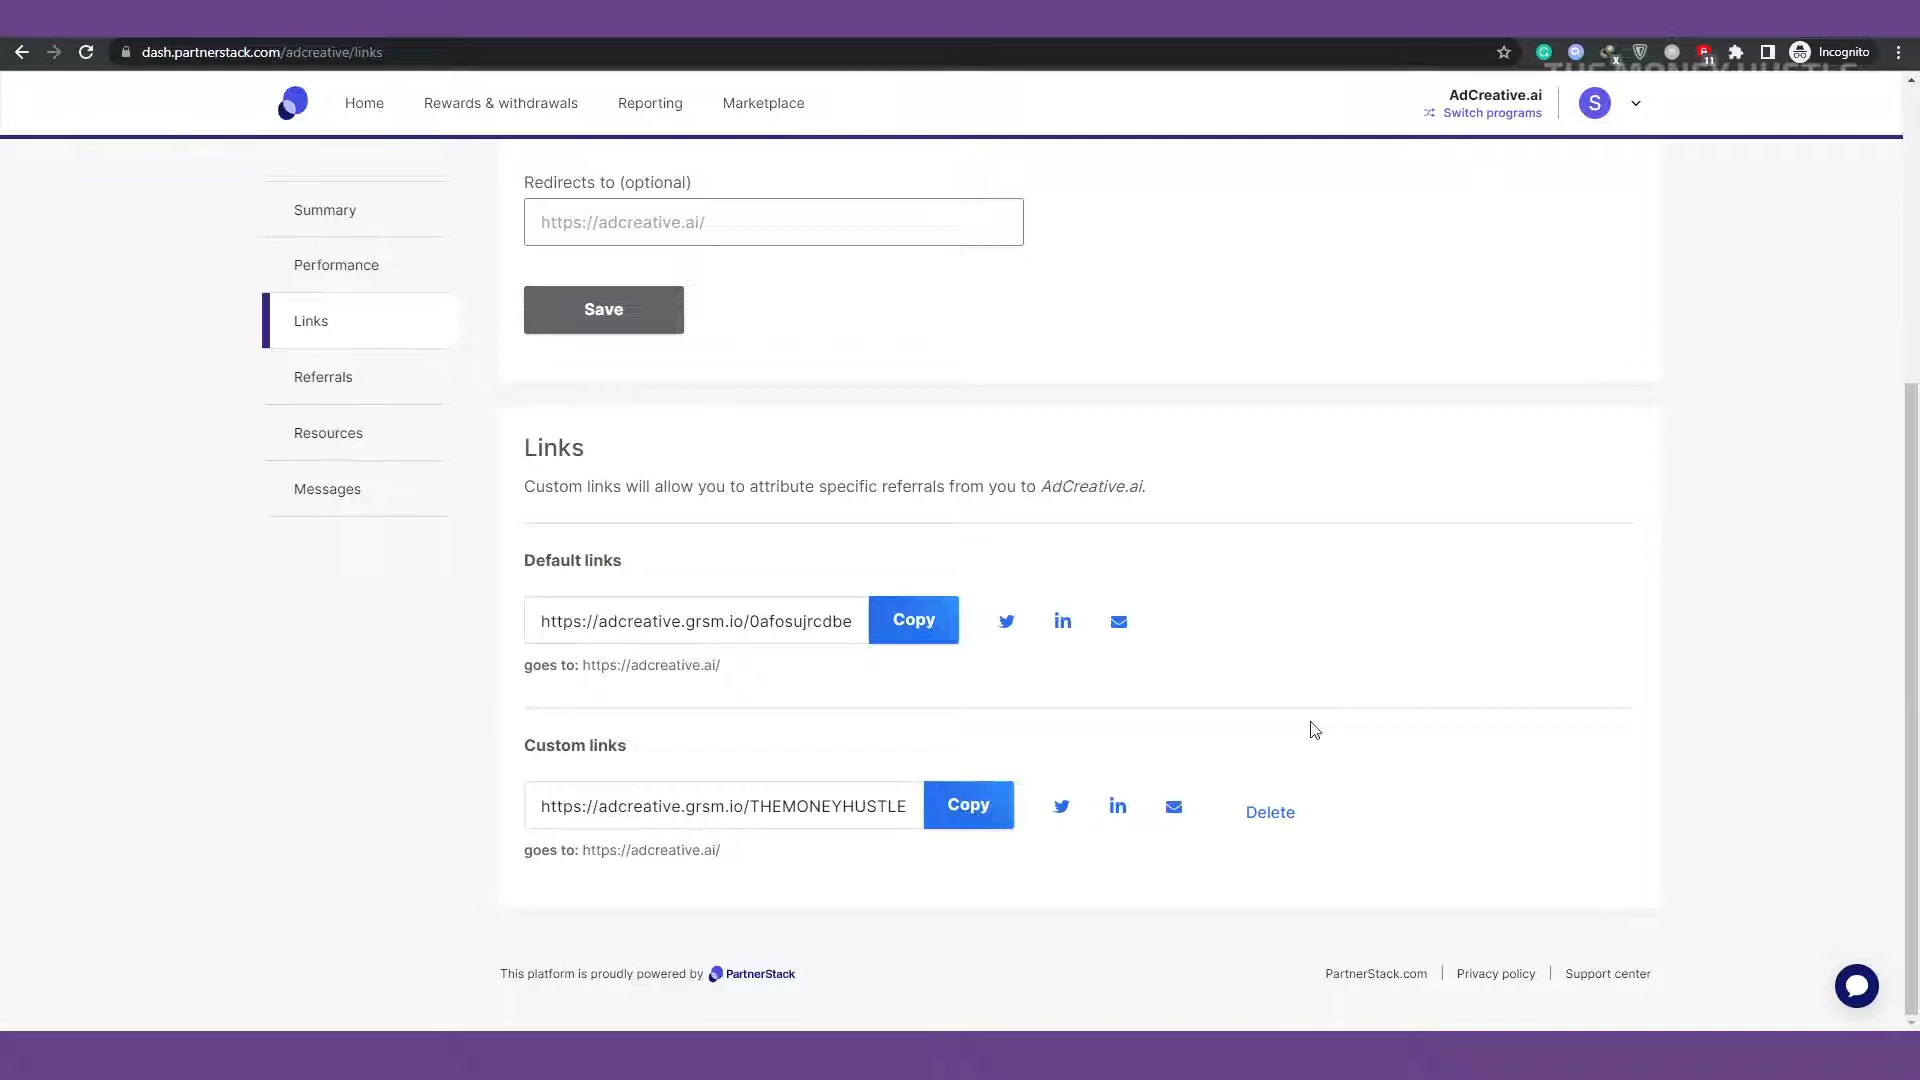 dash.partnerstack.com/adcreative/links
x
11
Incognito
THE MONEY HUSTLE
Home
Rewards & withdrawals
Reporting
Marketplace
AdCreative.ai
Switch programs
S
Redirects to (optional)
Summary
https://adcreative.ai/
Performance
Save
Links
Referrals
Resources
Links
Messages
Custom links will allow you to attribute specific referrals from you to AdCreative.ai.
Default links
https://adcreative.grsm.io/0afosujrcdbe
Copy
goes to: https://adcreative.ai/
Custom links
https://adcreative.grsm.io/THEMONEYHUSTLE
Copy
Delete
goes to: https://adcreative.ai/
This platform is proudly powered by PartnerStack
PartnerStack.com
Privacy policy
Support center